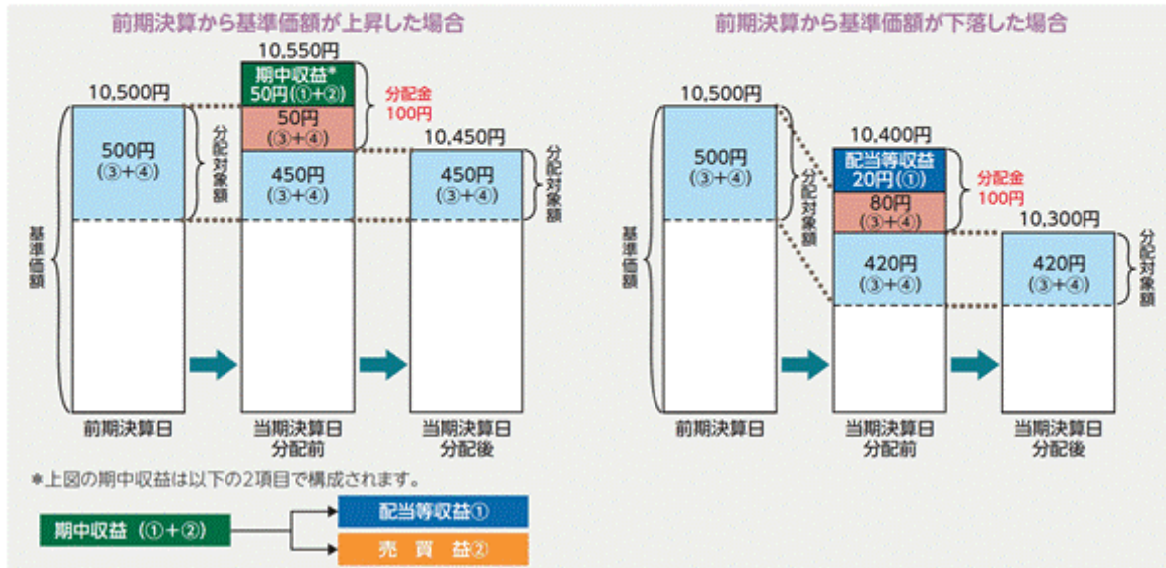 前期決算から基準価額が上昇した場合
10,500円
500円
(③+④)
分配対象額
基準価額
前期決算日
10,550円
期中収益*
50円(①+②)
50円
(③+④)
450円
(③+④)
分配金
100円
当期決算日
分配前
10,450円
450円
(③+④)
分配対象額
当期決算日
分配後
*上図の期中収益は以下の2項目で構成されます。
期中収益 (①+②)
配当等収益①
売 買 益②
前期決算から基準価額が下落した場合
10,500円
500円
(③+④)
分配対象額
基準価額
前期決算日
10,400円
配当等収益
20円(①)
80円
(③+④)
420円
(③+④)
分配金
100円
当期決算日
分配前
10,300円
420円
(③+④)
分配対象額
当期決算日
分配後